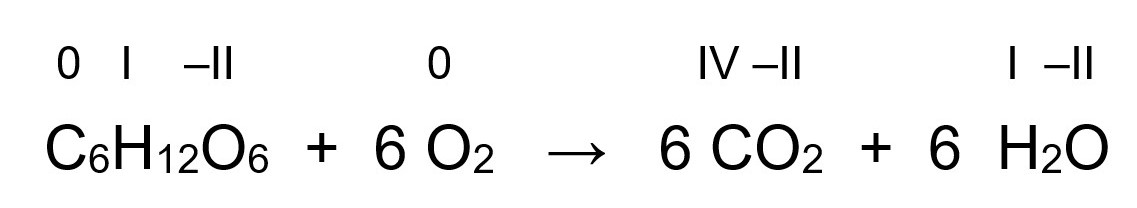 0 I –II 0 IV –II I –II
C₆H₁₂O₆ + 6 O₂ → 6 CO₂ + 6 H₂O